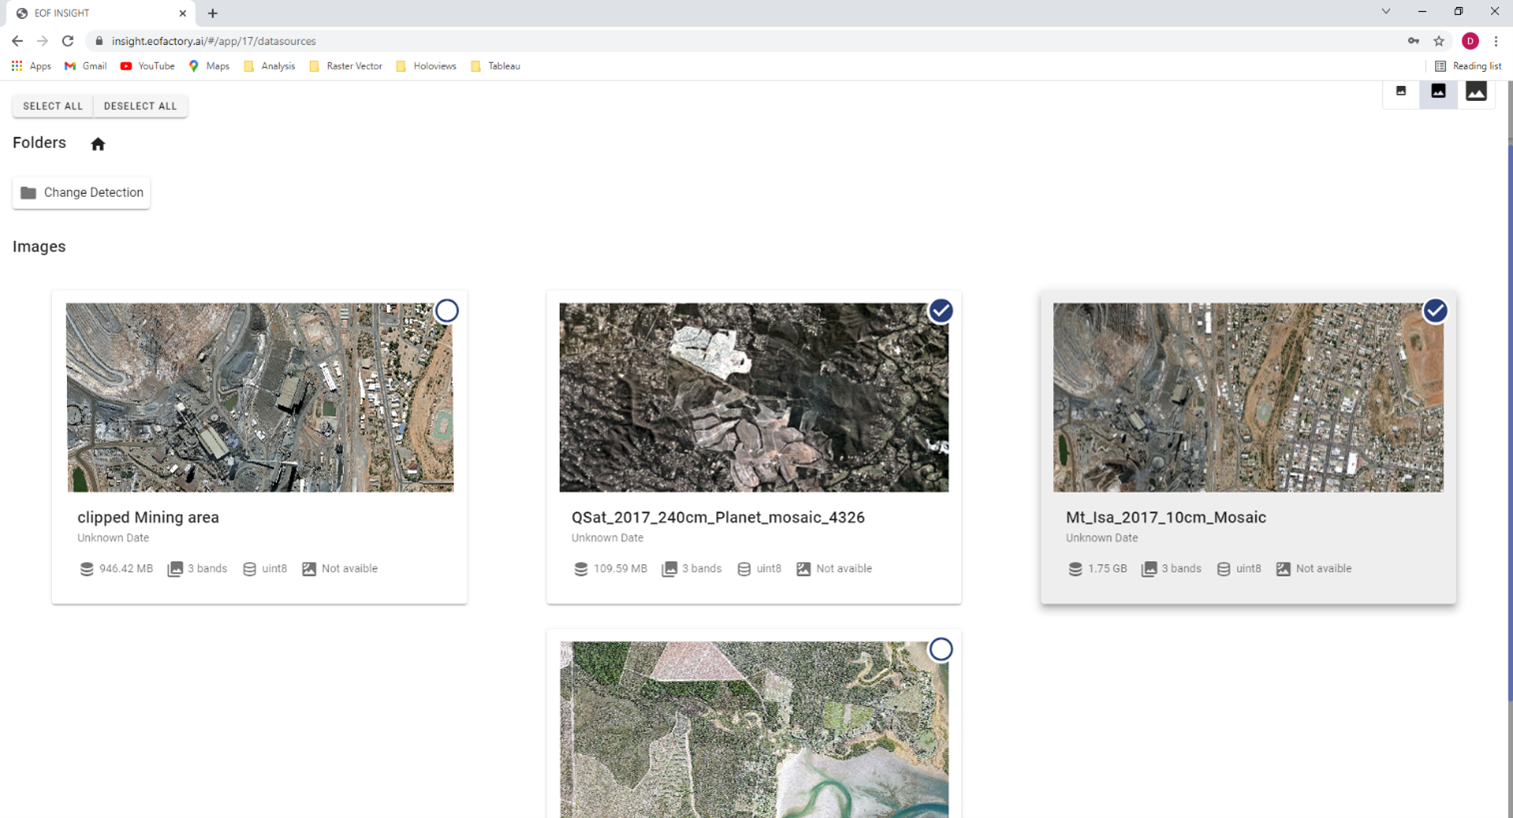 EOF INSIGHT
insight.eofactory.ai/#/app/17/datasources
D
Apps Gmail YouTube Maps Analysis Raster Vector Holoviews Tableau Reading list
SELECT ALL DESELECT ALL
Folders
Change Detection
Images
clipped Mining area
Unknown Date
946.42 MB 3 bands uint8 Not avaible
QSat_2017_240cm_Planet_mosaic_4326
Unknown Date
109.59 MB 3 bands uint8 Not avaible
Mt_Isa_2017_10cm_Mosaic
Unknown Date
1.75 GB 3 bands uint8 Not avaible